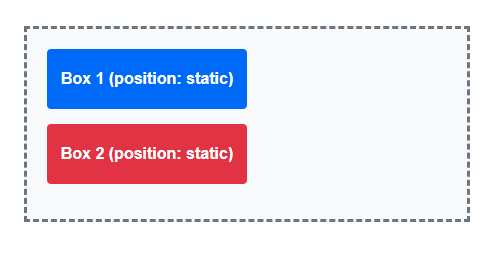 Box 1 (position: static)
Box 2 (position: static)